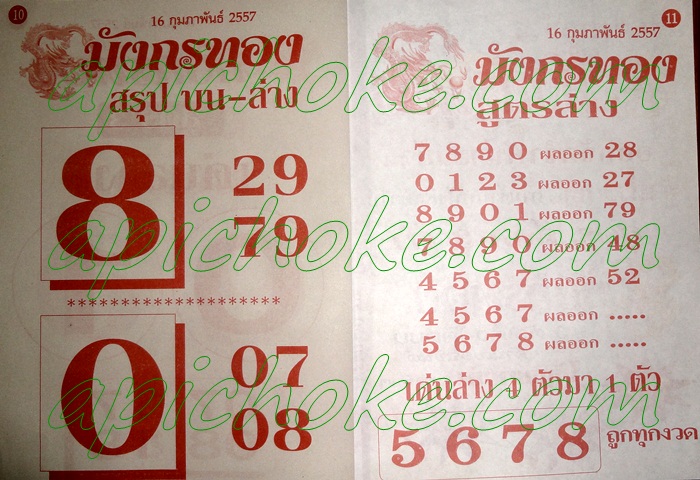 10
16 กุมภาพันธ์ 2557
มังกรทอง
สรุป บน-ล่าง
8
29
79
********************
0
07
08
11
16 กุมภาพันธ์ 2557
มังกรทอง
สูตรล่าง
7 8 9 0 ผลออก 28
0 1 2 3 ผลออก 27
8 9 0 1 ผลออก 79
7 8 9 0 ผลออก 48
4 5 6 7 ผลออก 52
4 5 6 7 ผลออก .....
5 6 7 8 ผลออก .....
เด่นล่าง 4 ตัวมา 1 ตัว
5 6 7 8 ถูกทุกงวด
apichoke.com
apichoke.com
apichoke.com